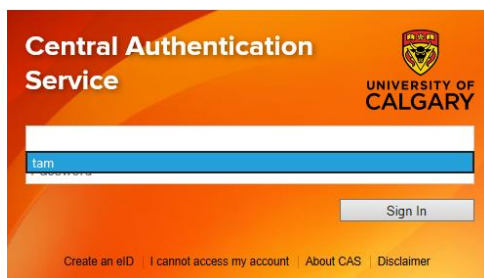 Central Authentication
Service
UNIVERSITY OF
CALGARY
tam
Password
Sign In
Create an eID | I cannot access my account | About CAS | Disclaimer